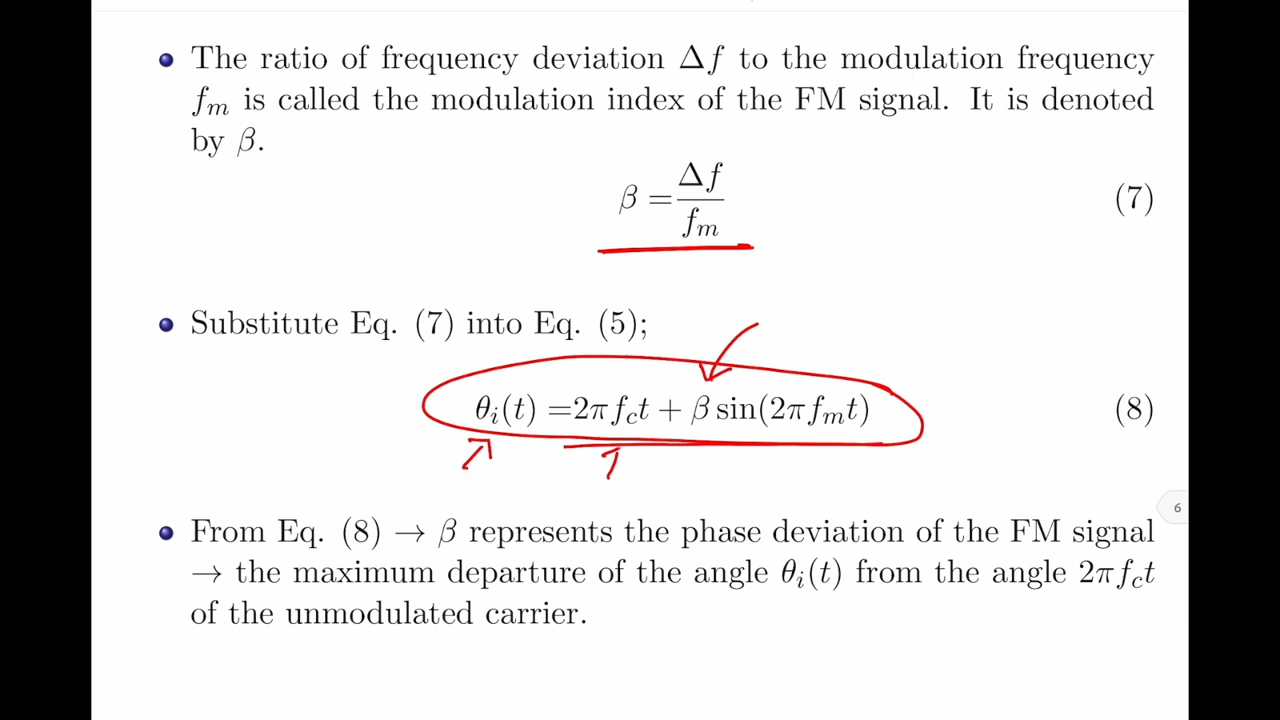 The ratio of frequency deviation Δf to the modulation frequency
f_m is called the modulation index of the FM signal. It is denoted
by β.
β = Δf / f_m (7)
Substitute Eq. (7) into Eq. (5);
θ_i(t) = 2πf_c t + β sin(2πf_m t) (8)
6
From Eq. (8) → β represents the phase deviation of the FM signal
→ the maximum departure of the angle θ_i(t) from the angle 2πf_c t
of the unmodulated carrier.